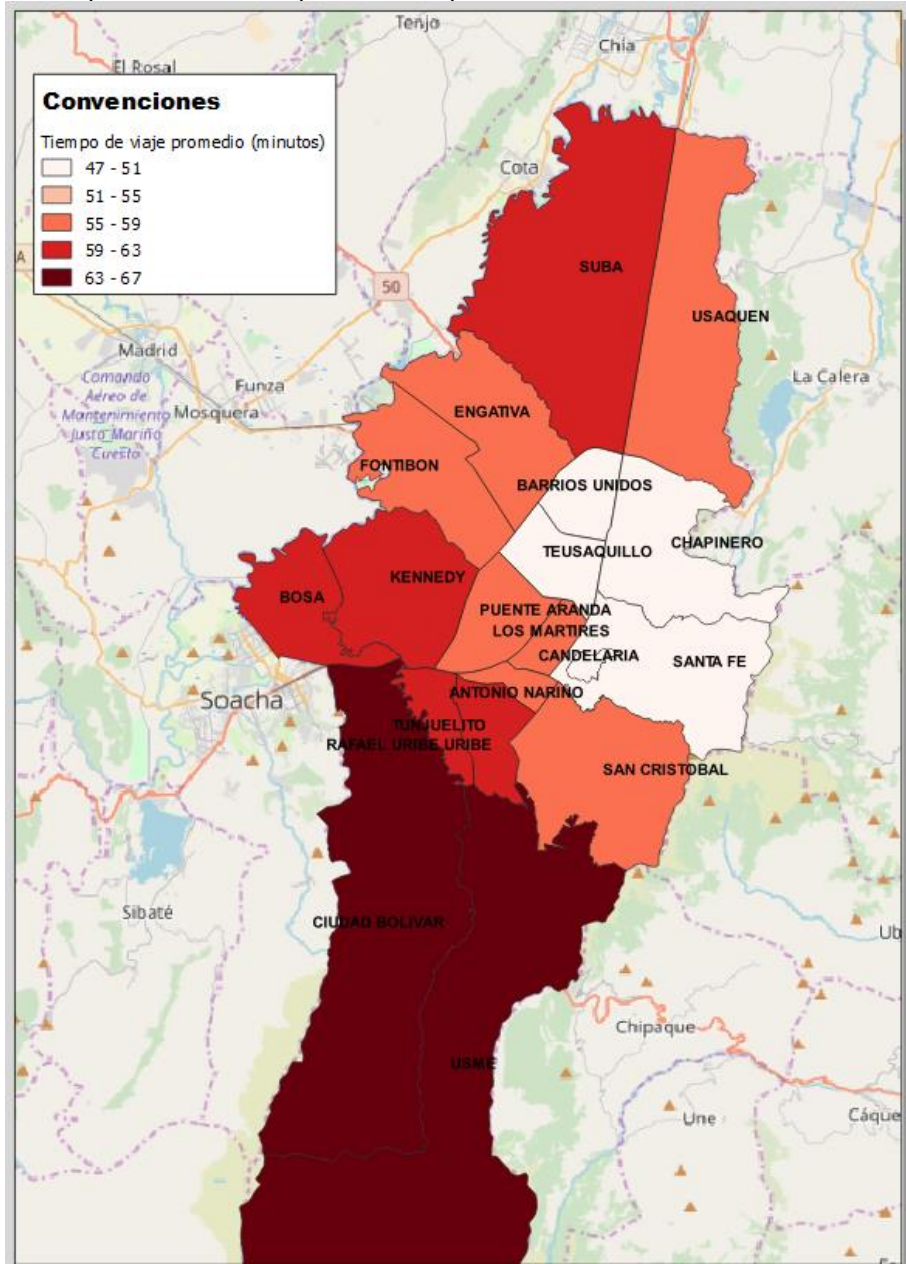 Tenjo
Chía
El Rosal
Convenciones
Tiempo de viaje promedio (minutos)
47 - 51
51 - 55
55 - 59
59 - 63
63 - 67
Cota
A
50
SUBA
USAQUEN
Madrid
Comando
Aéreo de
Mantenimiento
Justo Mariño
Cuesto
Funza
Mosquera
La Calera
ENGATIVA
FONTIBON
BARRIOS UNIDOS
TEUSAQUILLO
CHAPINERO
BOSA
KENNEDY
PUENTE ARANDA
LOS MARTIRES
CANDELARIA
SANTA FE
Soacha
ANTONIO NARIÑO
TUNJUELITO
RAFAEL URIBE URIBE
SAN CRISTOBAL
Sibaté
CIUDAD BOLIVAR
Ub
Chipaque
USME
Une
Cáque